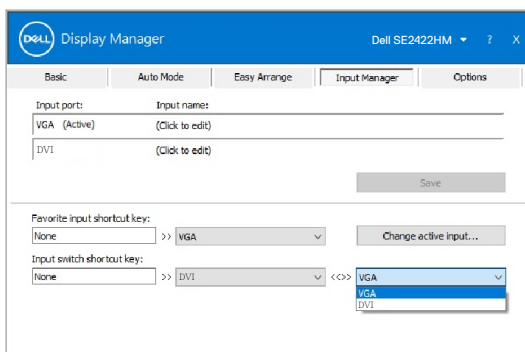 DELL Display Manager Dell SE2422HM ? X
Basic Auto Mode Easy Arrange Input Manager Options
Input port: Input name:
VGA (Active) (Click to edit)
DVI (Click to edit)
Save
Favorite input shortcut key:
None >> VGA Change active input...
Input switch shortcut key:
None >> DVI <<>> VGA
VGA
DVI